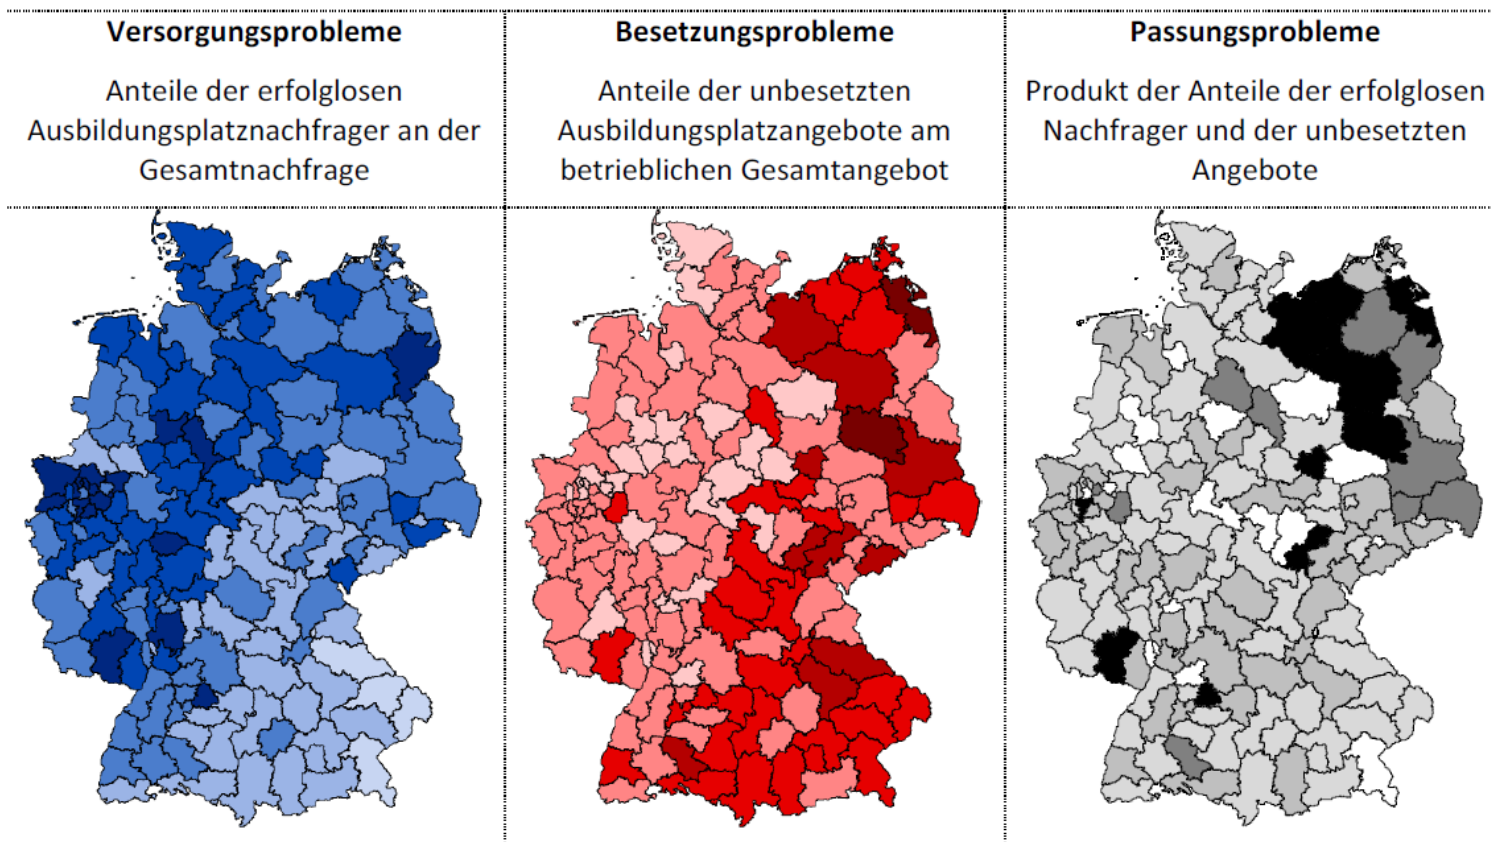 Versorgungsprobleme
Anteile der erfolglosen
Ausbildungsplatznachfrager an der
Gesamtnachfrage
Besetzungsprobleme
Anteile der unbesetzten
Ausbildungsplatzangebote am
betrieblichen Gesamtangebot
Passungsprobleme
Produkt der Anteile der erfolglosen
Nachfrager und der unbesetzten
Angebote